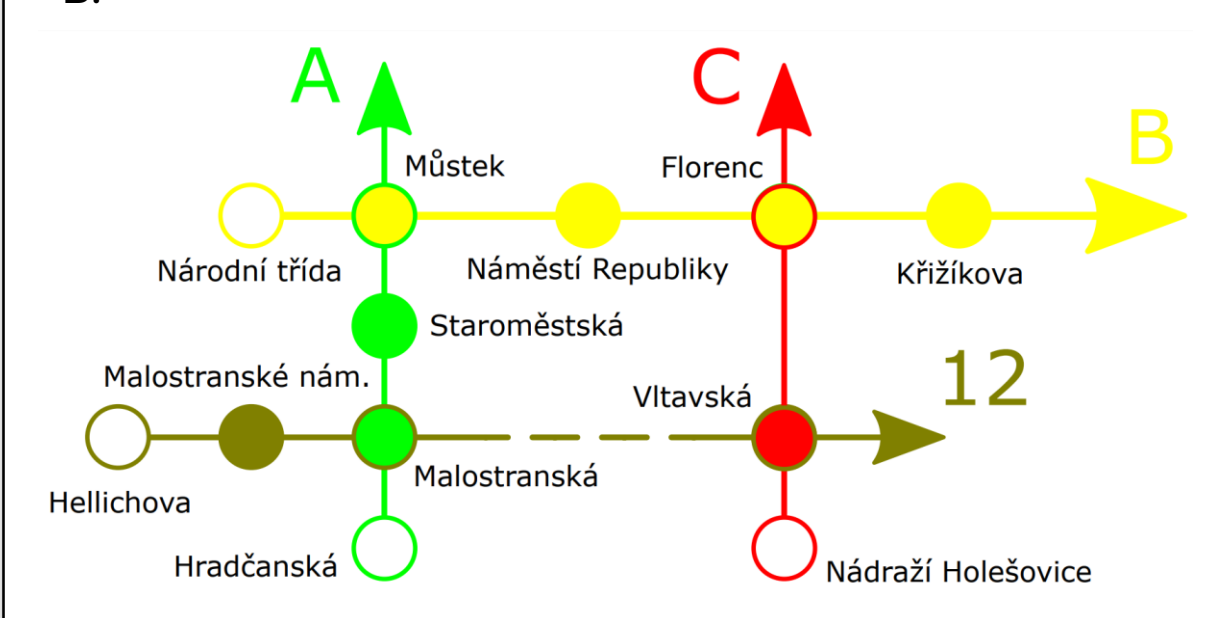 B.
A
C
B
Můstek
Florenc
Národní třída
Náměstí Republiky
Křižíkova
Staroměstská
Malostranské nám.
12
Vltavská
Malostranská
Hellichova
Hradčanská
Nádraží Holešovice